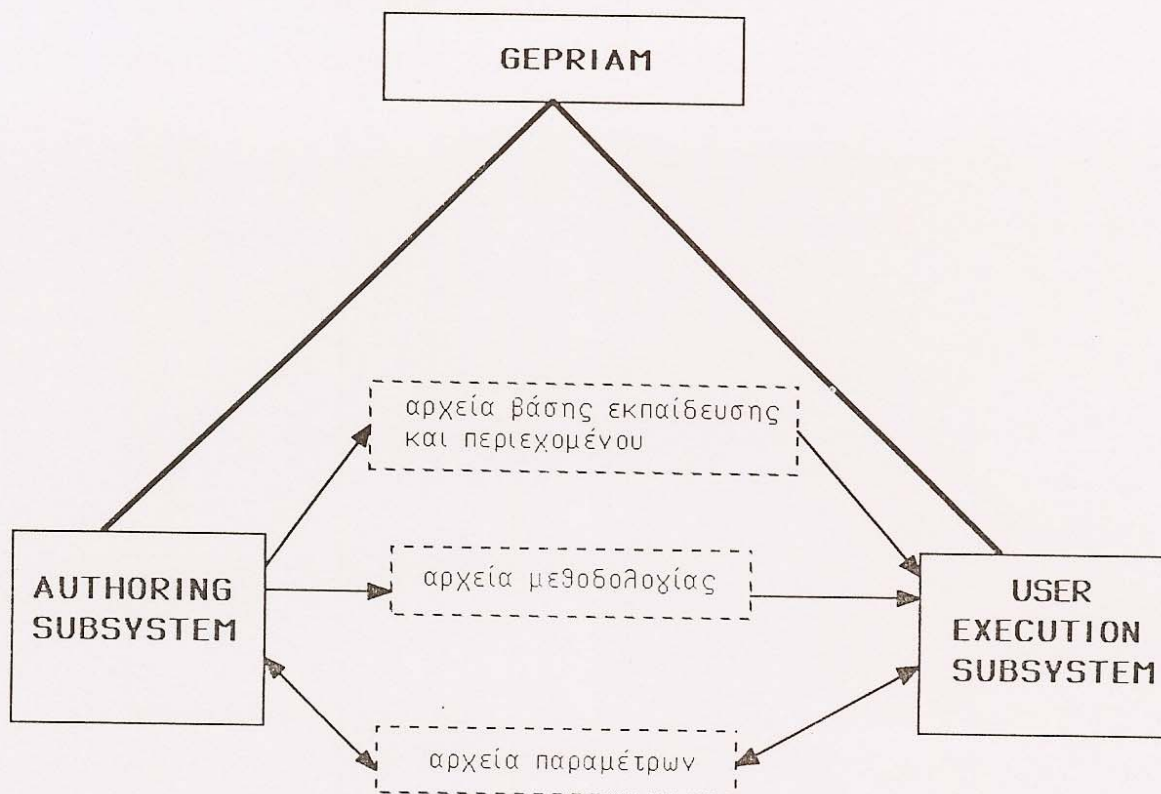 GEPRIAM
αρχεία βάσης εκπαίδευσης
και περιεχομένου
AUTHORING
SUBSYSTEM
αρχεία μεθοδολογίας
USER
EXECUTION
SUBSYSTEM
αρχεία παραμέτρων